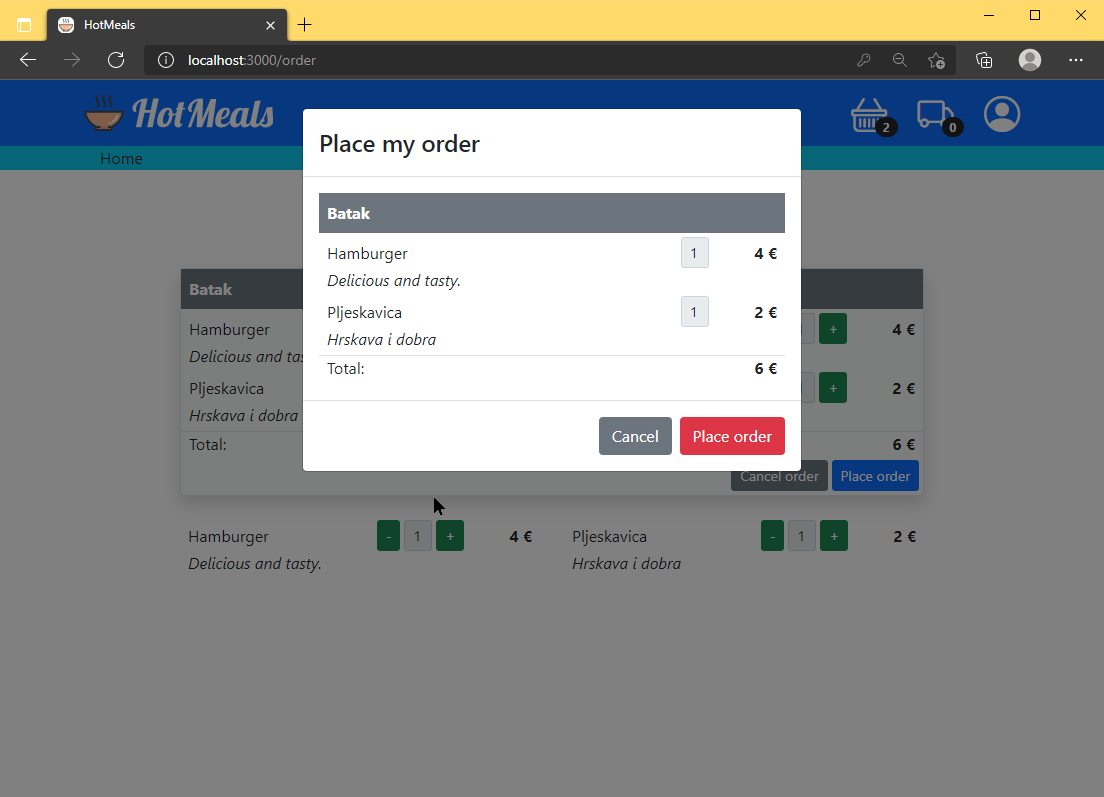 HotMeals
localhost:3000/order
HotMeals
2
0
Home
Place my order
Batak
Hamburger 1 4 €
Delicious and tasty.
Pljeskavica 1 2 €
Hrskava i dobra
Total: 6 €
Cancel Place order
Batak
Hamburger + 4 €
Delicious and tas
Pljeskavica + 2 €
Hrskava i dobra
Total: 6 €
Cancel order Place order
Hamburger - 1 + 4 € Pljeskavica - 1 + 2 €
Delicious and tasty. Hrskava i dobra